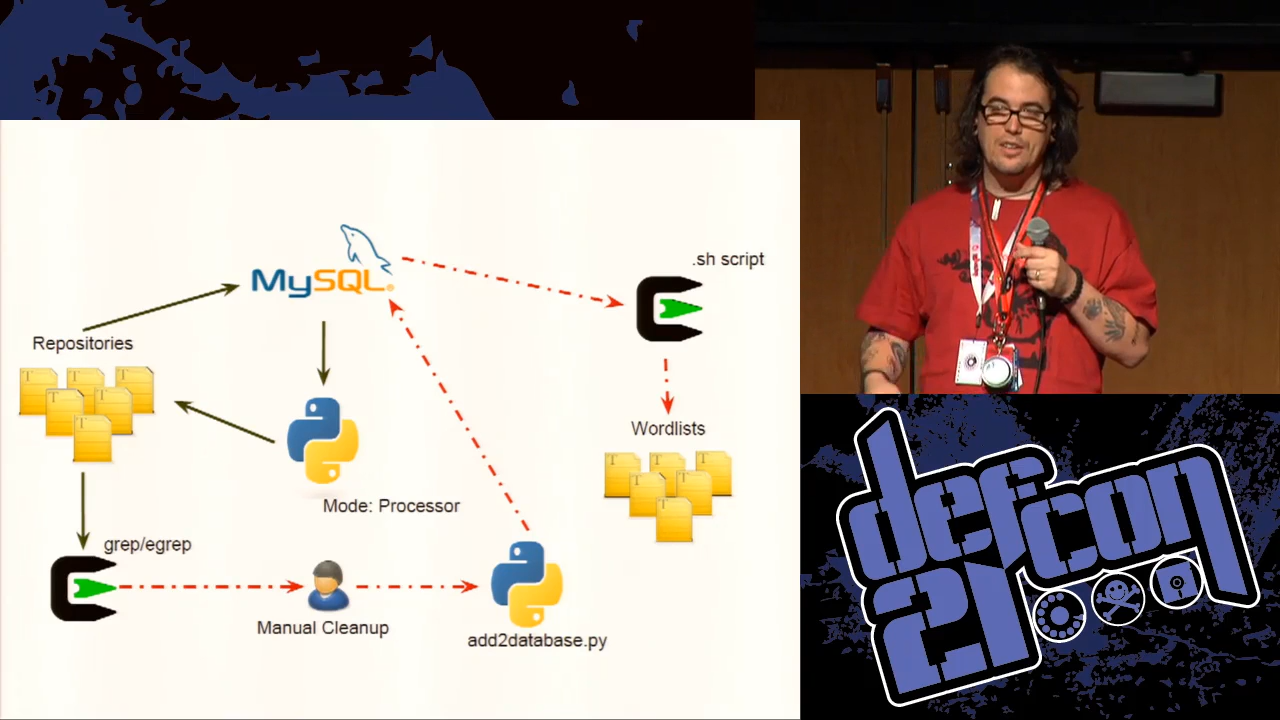 MySQL®
.sh script
Repositories
Wordlists
Mode: Processor
grep/egrep
Manual Cleanup
add2database.py
defcon
21